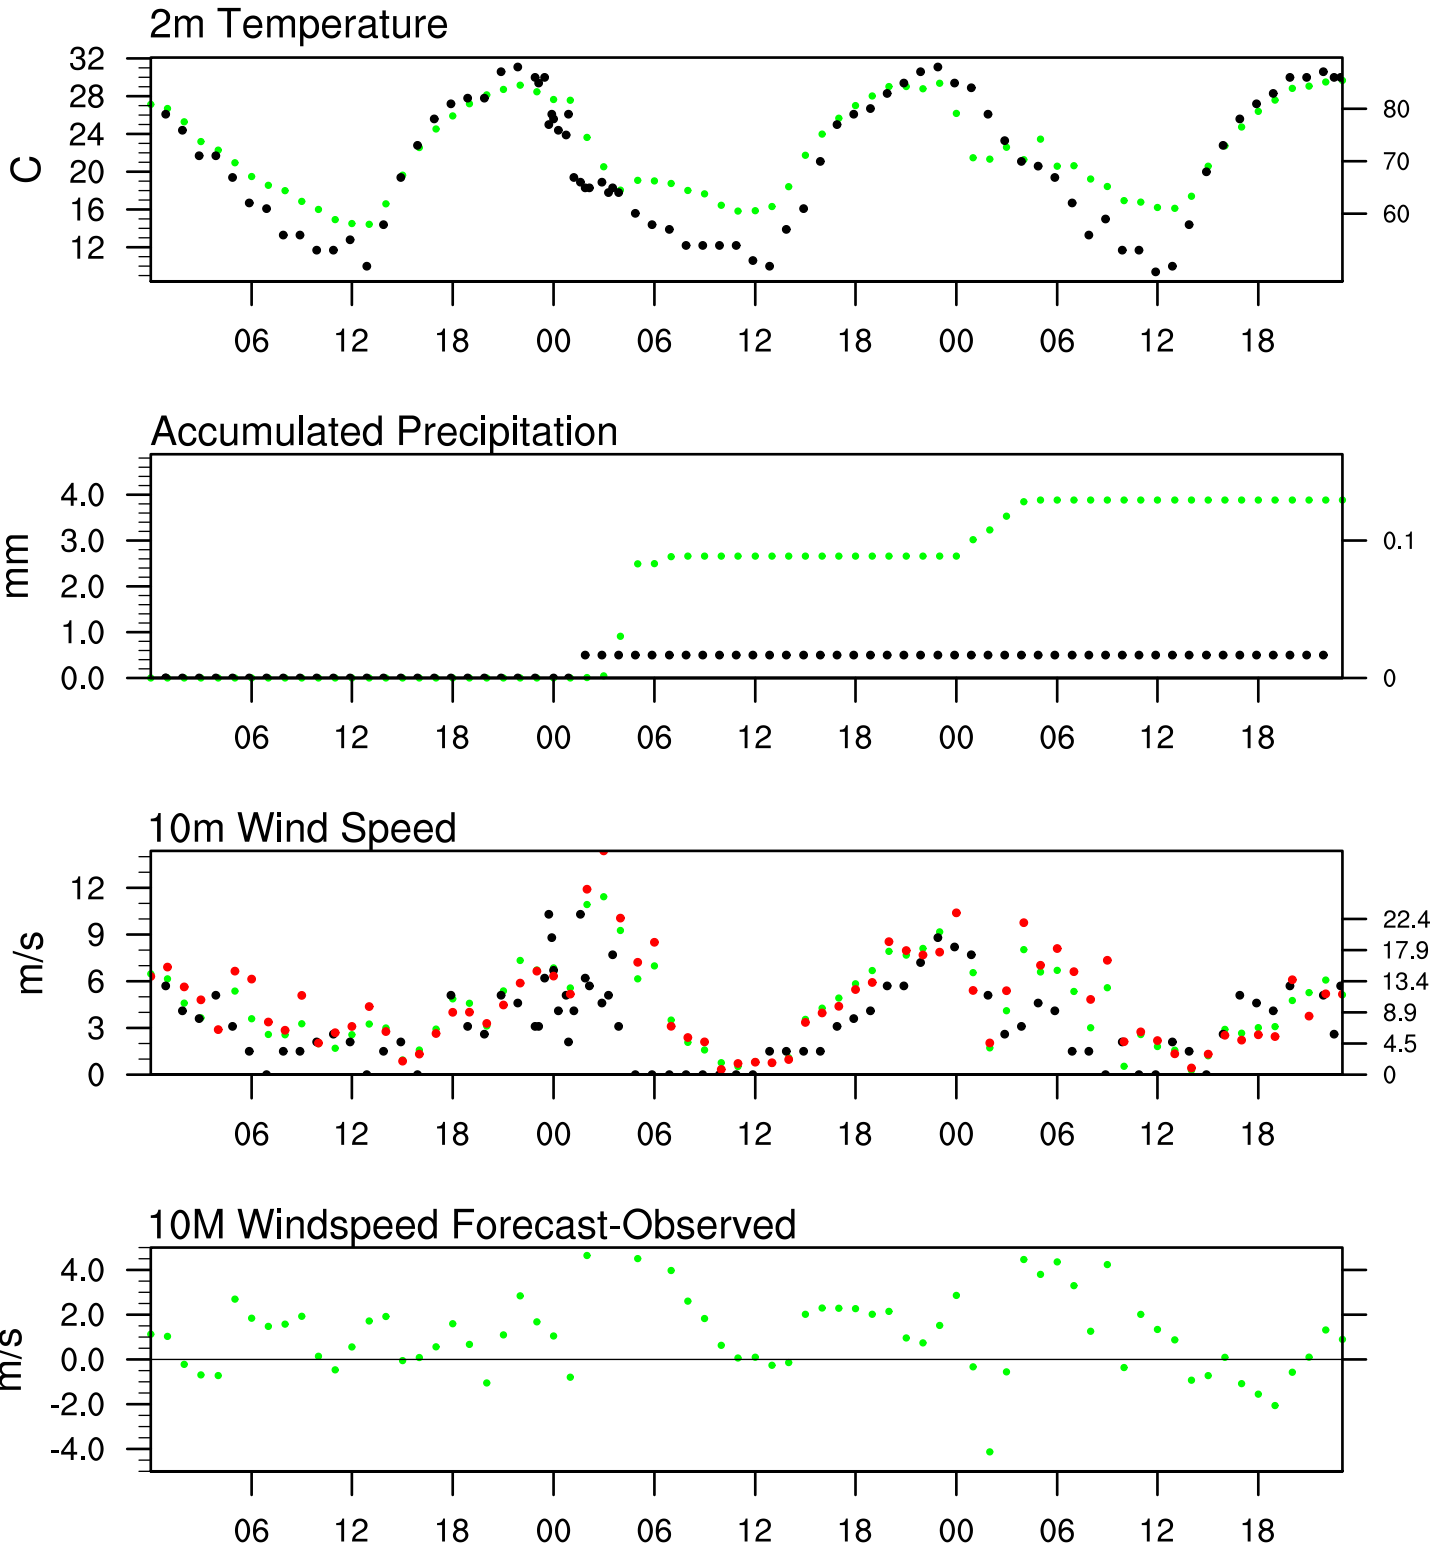 2m Temperature
32
28
24
20
16
12
C
80
70
60
06 12 18 00 06 12 18 00 06 12 18
Accumulated Precipitation
4.0
3.0
2.0
1.0
0.0
mm
0.1
0
06 12 18 00 06 12 18 00 06 12 18
10m Wind Speed
12
9
6
3
0
m/s
22.4
17.9
13.4
8.9
4.5
0
06 12 18 00 06 12 18 00 06 12 18
10M Windspeed Forecast-Observed
4.0
2.0
0.0
-2.0
-4.0
m/s
06 12 18 00 06 12 18 00 06 12 18